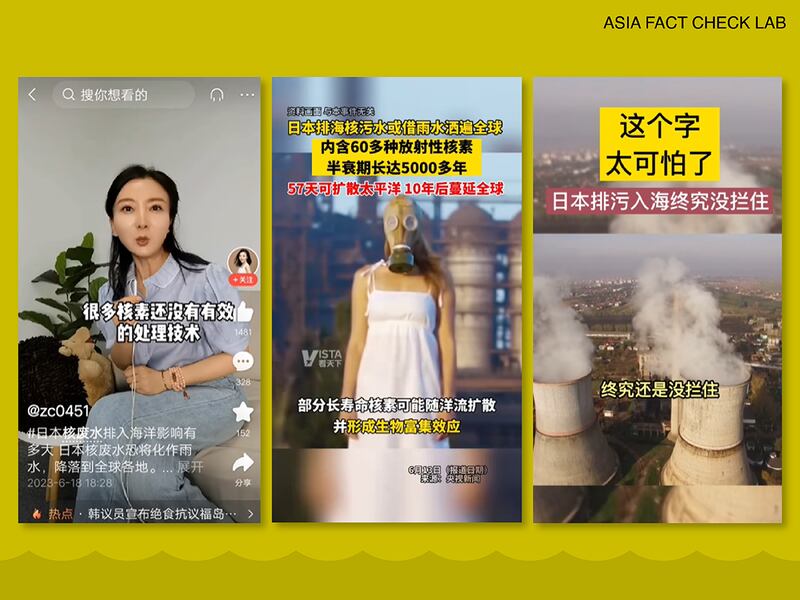 ASIA FACT CHECK LAB
搜你想看的
很多核素还没有有效
的处理技术
+关注
1481
328
152
分享
@zc0451
#日本核废水排入海洋影响有
多大 日本核废水恐将化作雨
水，降落到全球各地。... 展开
2023-6-18 18:28
热点 · 韩议员宣布绝食抗议福岛…
资料画面 与本事件无关
日本排海核污水或借雨水洒遍全球
内含60多种放射性核素
半衰期长达5000多年
57天可扩散太平洋 10年后蔓延全球
VISTA
看天下
部分长寿命核素可能随洋流扩散
并形成生物富集效应
6月13日（报道日期）
来源：央视新闻
这个字
太可怕了
日本排污入海终究没拦住
终究还是没拦住